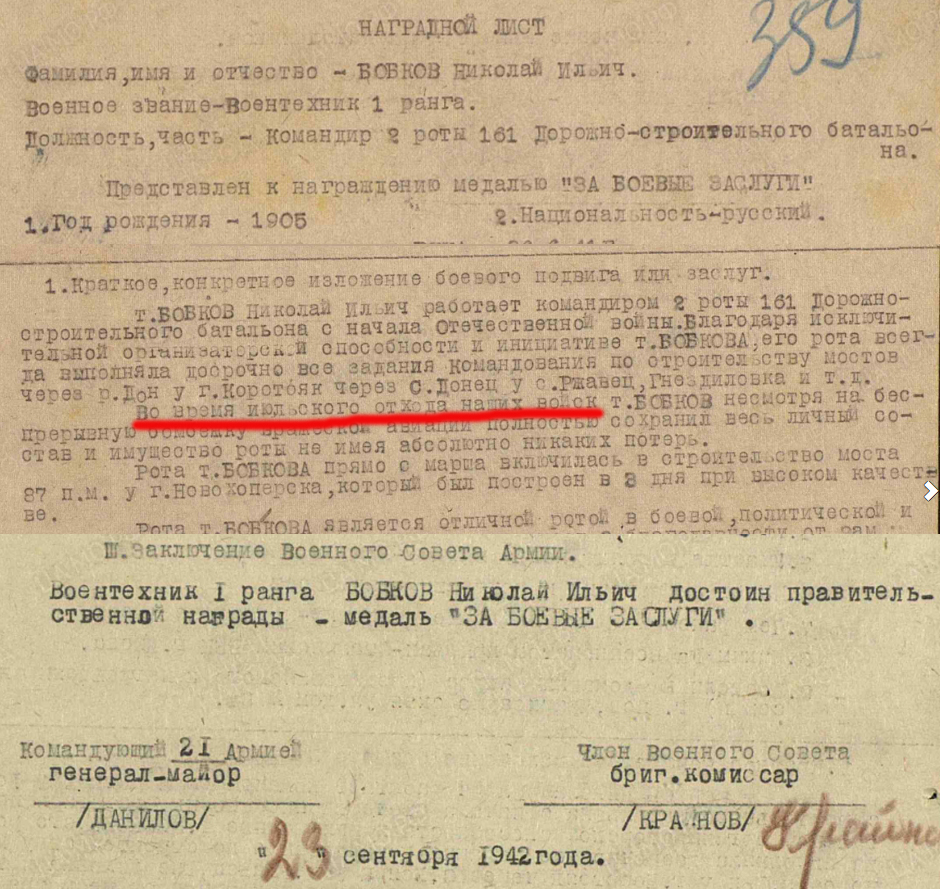 НАГРАДНОЙ ЛИСТ
359
Фамилия,имя и отчество - БОБКОВ Николай Ильич.
Военное звание-Воентехник 1 ранга.
Должность,часть - Командир 2 роты 161 Дорожно-строительного батальо-
на.
Представлен к награждению медалью "ЗА БОЕВЫЕ ЗАСЛУГИ"
1.Год рождения - 1905 2.Национальность-русский.
1.Краткое,конкретное изложение боевого подвига или заслуг.
т.БОБКОВ Николай Ильич работает командиром 2 роты 161 Дорожно-
строительного батальона с начала Отечественной войны.Благодаря исключи-
тельной организаторской способности и инициативе т.БОБКОВА,его рота всег-
да выполняла досрочно все задания Командования по строительству мостов
через р.Дон у г.Коротояк через С.Донец у с.Ржавец,Гнездиловка и т.д.
Во время июльского отхода наших войск т.БОБКОВ несмотря на бес-
прерывную бомбежку вражеской авиации полностью сохранил весь личный со-
став и имущество роты не имея абсолютно никаких потерь.
Рота т.БОБКОВА прямо с марша включилась в строительство моста
87 п.м. у г.Новохоперска,который был построен в 3 дня при высоком качест-
ве.
Рота т.БОБКОВА является отличной ротой в боевой,политической и
Ш.Заключение Военного Совета Армии.
Воентехник I ранга БОБКОВ Николай Ильич достоин правитель-
ственной награды - медаль "ЗА БОЕВЫЕ ЗАСЛУГИ" .
Командующий 21 Армией Член Военного Совета
генерал-майор бриг.комиссар
/ДАНИЛОВ/ /КРАЙНОВ/
"23" сентября 1942 года.